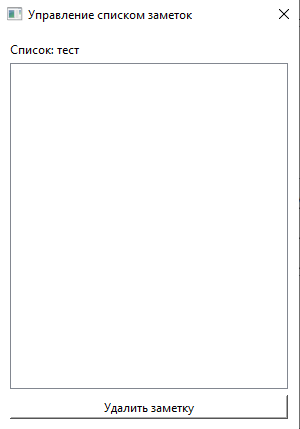 Управление списком заметок
Список: тест
Удалить заметку